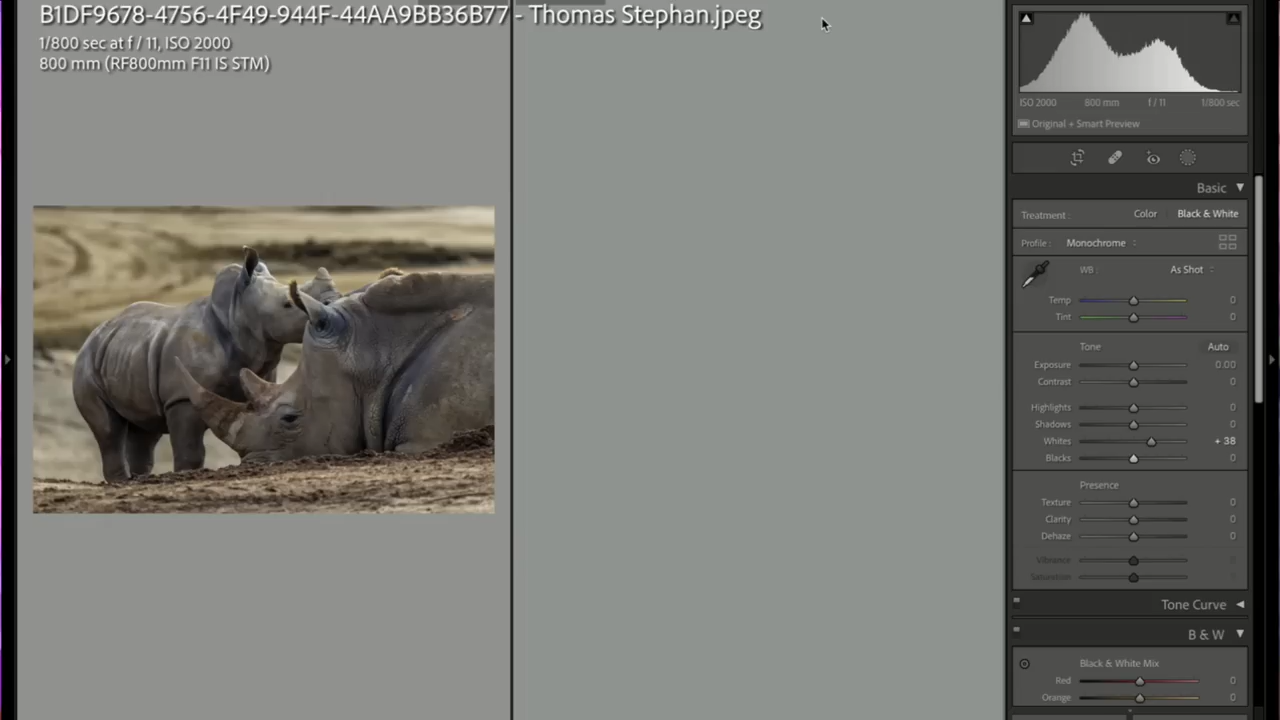 B1DF9678-4756-4F49-944F-44AA9BB36B77 - Thomas Stephan.jpeg
1/800 sec at f / 11, ISO 2000
800 mm (RF800mm F11 IS STM)
ISO 2000 800 mm f / 11 1/800 sec
Original + Smart Preview
Basic
Treatment : Color Black & White
Profile : Monochrome
WB : As Shot
Temp 0
Tint 0
Tone Auto
Exposure 0.00
Contrast 0
Highlights 0
Shadows 0
Whites + 38
Blacks 0
Presence
Texture 0
Clarity 0
Dehaze 0
Vibrance
Saturation
Tone Curve
B & W
Black & White Mix
Red 0
Orange 0